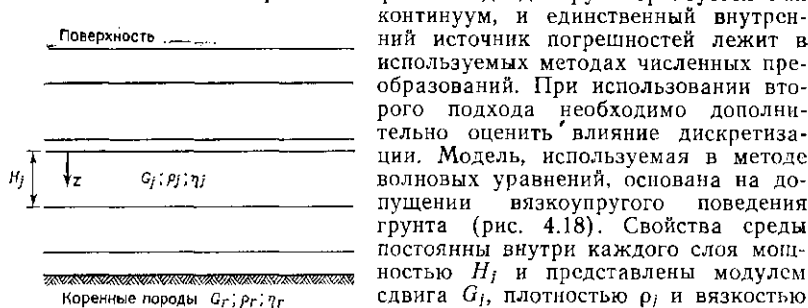 континуум, и единственный внутрен-
ний источник погрешностей лежит в
используемых методах численных пре-
образований. При использовании вто-
рого подхода необходимо дополни-
тельно оценить влияние дискретиза-
ции. Модель, используемая в методе
волновых уравнений, основана на до-
пущении вязкоупругого поведения
грунта (рис. 4.18). Свойства среды
постоянны внутри каждого слоя мощ-
ностью Hj и представлены модулем
сдвига Gj, плотностью ρj и вязкостью
Поверхность
Hj
z
Gj; ρj; ηj
Коренные породы Gr; ρr; ηr